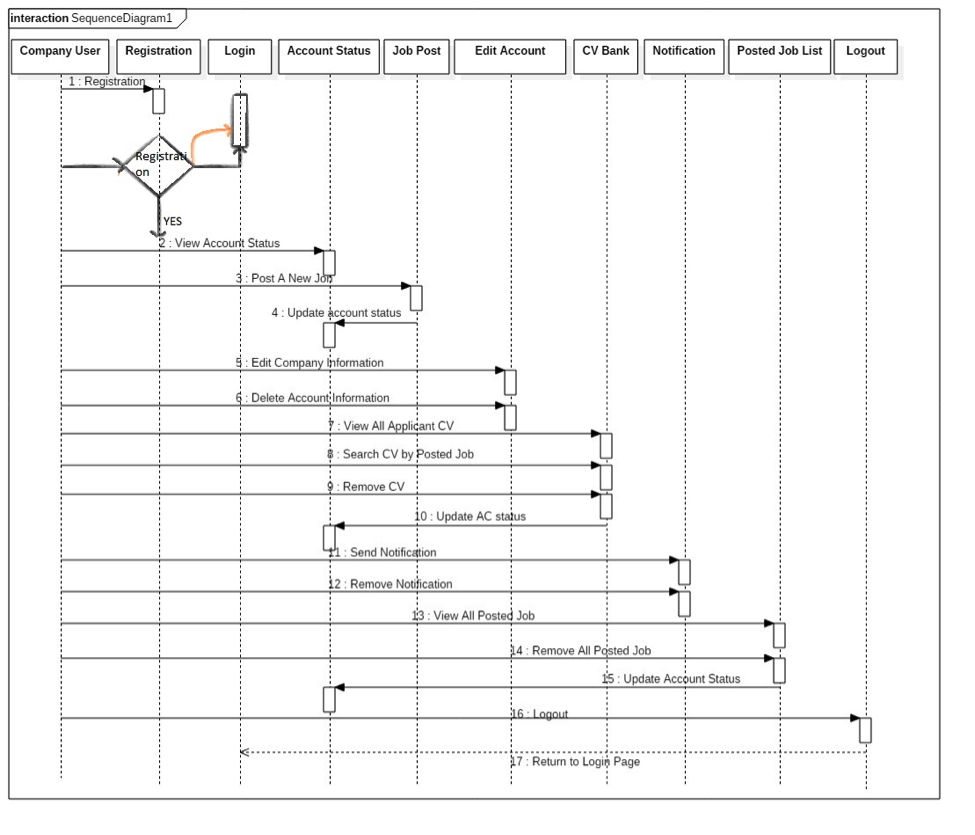 interaction SequenceDiagram1
Company User
Registration
Login
Account Status
Job Post
Edit Account
CV Bank
Notification
Posted Job List
Logout
1 : Registration
Registrati
on
YES
2 : View Account Status
3 : Post A New Job
4 : Update account status
5 : Edit Company Information
6 : Delete Account Information
7 : View All Applicant CV
8 : Search CV by Posted Job
9 : Remove CV
10 : Update AC status
11 : Send Notification
12 : Remove Notification
13 : View All Posted Job
14 : Remove All Posted Job
15 : Update Account Status
16 : Logout
17 : Return to Login Page